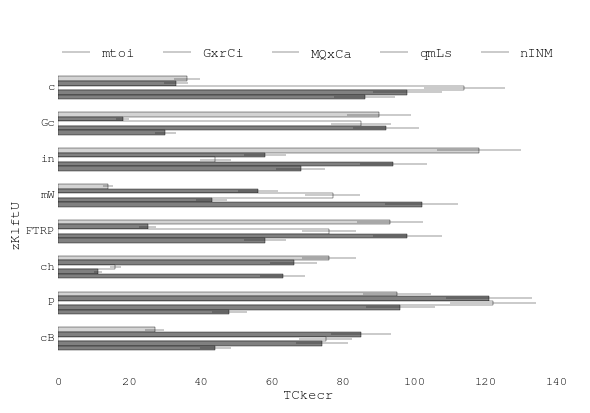 mtoi GxrCi MQxCa qmLs nINM
c
Gc
in
mW
FTRP
ch
p
cB
zKlftU
0 20 40 60 80 100 120 140
TCkecr